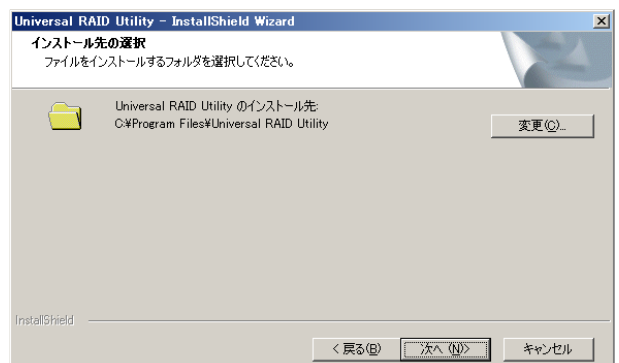 Universal RAID Utility - InstallShield Wizard
インストール先の選択
ファイルをインストールするフォルダを選択してください。
Universal RAID Utility のインストール先:
C:¥Program Files¥Universal RAID Utility
変更(C)...
InstallShield
< 戻る(B)
次へ (N)>
キャンセル